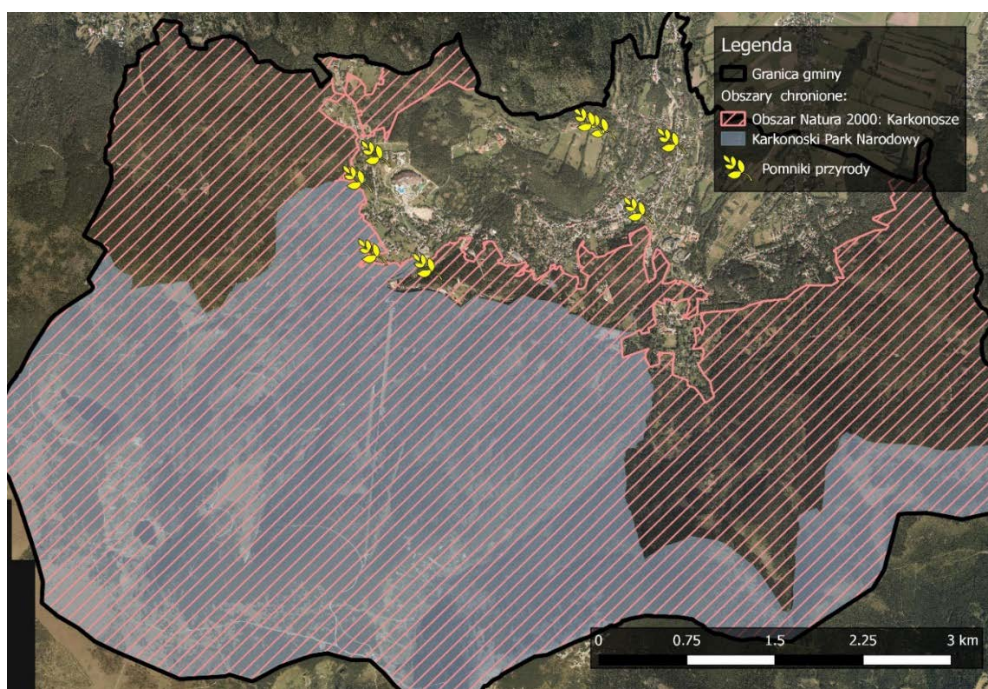 Legenda
Granica gminy
Obszary chronione:
Obszar Natura 2000: Karkonosze
Karkonoski Park Narodowy
Pomniki przyrody
0 0.75 1.5 2.25 3 km